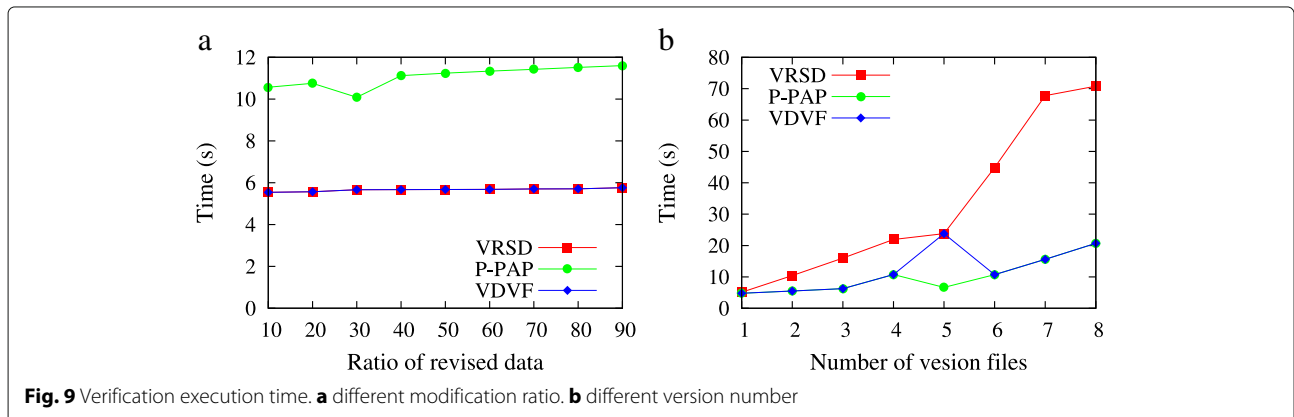 a
12
10
8
6
4
2
0
Time (s)
VRSD
P-PAP
VDVF
10 20 30 40 50 60 70 80 90
Ratio of revised data
b
80
70
60
50
40
30
20
10
0
Time (s)
VRSD
P-PAP
VDVF
1 2 3 4 5 6 7 8
Number of vesion files
Fig. 9 Verification execution time. a different modification ratio. b different version number